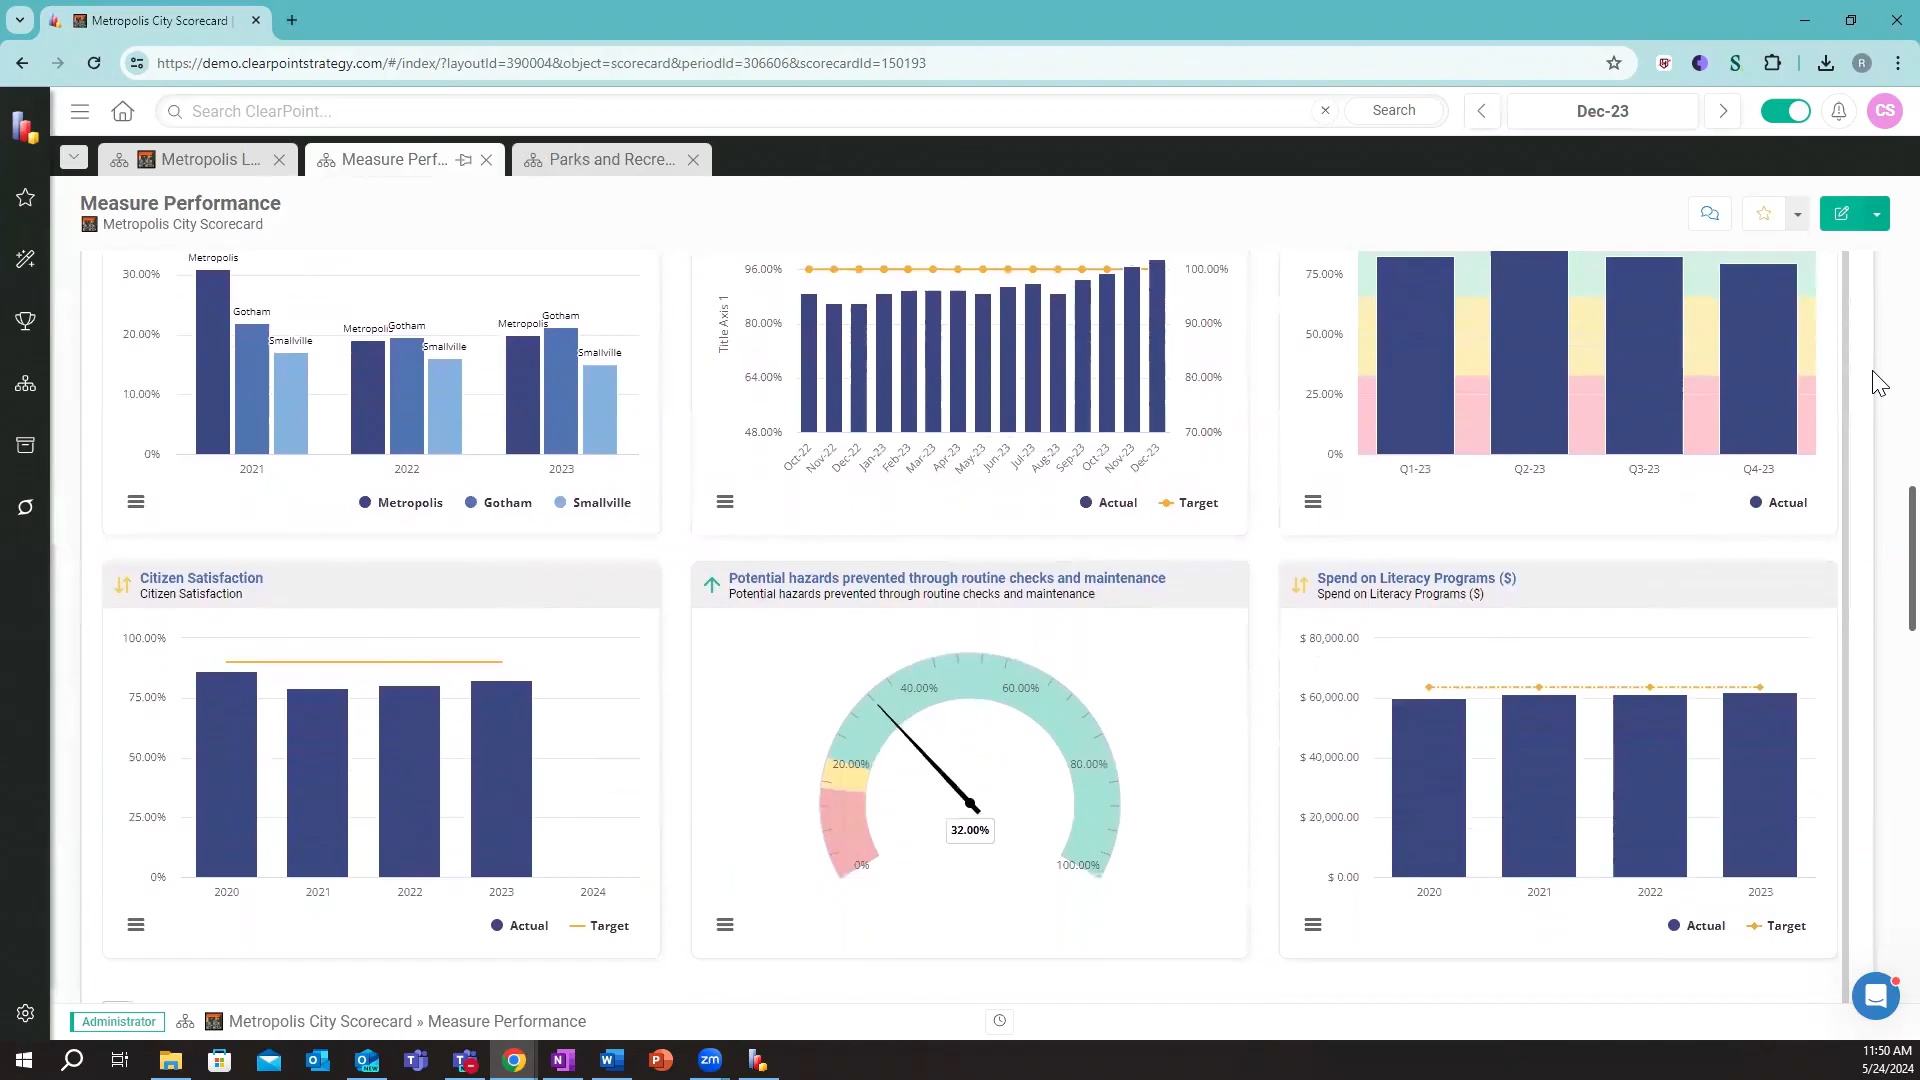 Metropolis City Scorecard |
https://demo.clearpointstrategy.com/#/index/?layoutId=390004&object=scorecard&periodId=306606&scorecardId=150193
R
Search ClearPoint...
Search
Dec-23
CS
Metropolis L...
Measure Perf...
Parks and Recre...
Measure Performance
Metropolis City Scorecard
30.00%
20.00%
10.00%
0%
Metropolis
Gotham
Smallville
Metropolis
Gotham
Smallville
Metropolis
Gotham
Smallville
2021
2022
2023
Metropolis
Gotham
Smallville
Title Axis 1
96.00%
80.00%
64.00%
48.00%
100.00%
90.00%
80.00%
70.00%
Oct-22
Nov-22
Dec-22
Jan-23
Feb-23
Mar-23
Apr-23
May-23
Jun-23
Jul-23
Aug-23
Sep-23
Oct-23
Nov-23
Dec-23
Actual
Target
75.00%
50.00%
25.00%
0%
Q1-23
Q2-23
Q3-23
Q4-23
Actual
Citizen Satisfaction
Citizen Satisfaction
100.00%
75.00%
50.00%
25.00%
0%
2020
2021
2022
2023
2024
Actual
Target
Potential hazards prevented through routine checks and maintenance
Potential hazards prevented through routine checks and maintenance
0%
20.00%
40.00%
60.00%
80.00%
100.00%
32.00%
Spend on Literacy Programs ($)
Spend on Literacy Programs ($)
$ 80,000.00
$ 60,000.00
$ 40,000.00
$ 20,000.00
$ 0.00
2020
2021
2022
2023
Actual
Target
Administrator
Metropolis City Scorecard » Measure Performance
NEW
zm
11:50 AM
5/24/2024